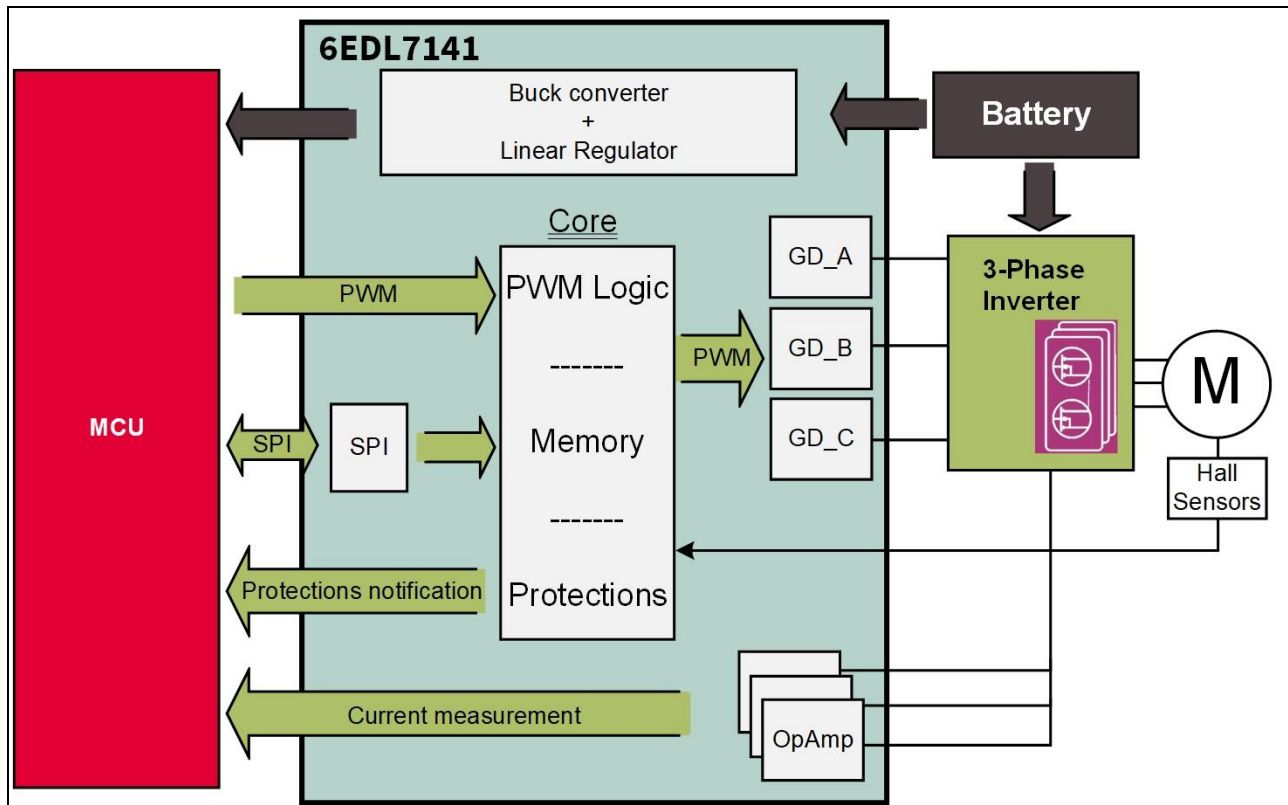 6EDL7141
Buck converter
+
Linear Regulator
Battery
MCU
Core
PWM
PWM Logic
-------
Memory
-------
Protections
PWM
GD_A
GD_B
GD_C
3-Phase
Inverter
M
Hall
Sensors
SPI
SPI
Protections notification
Current measurement
OpAmp